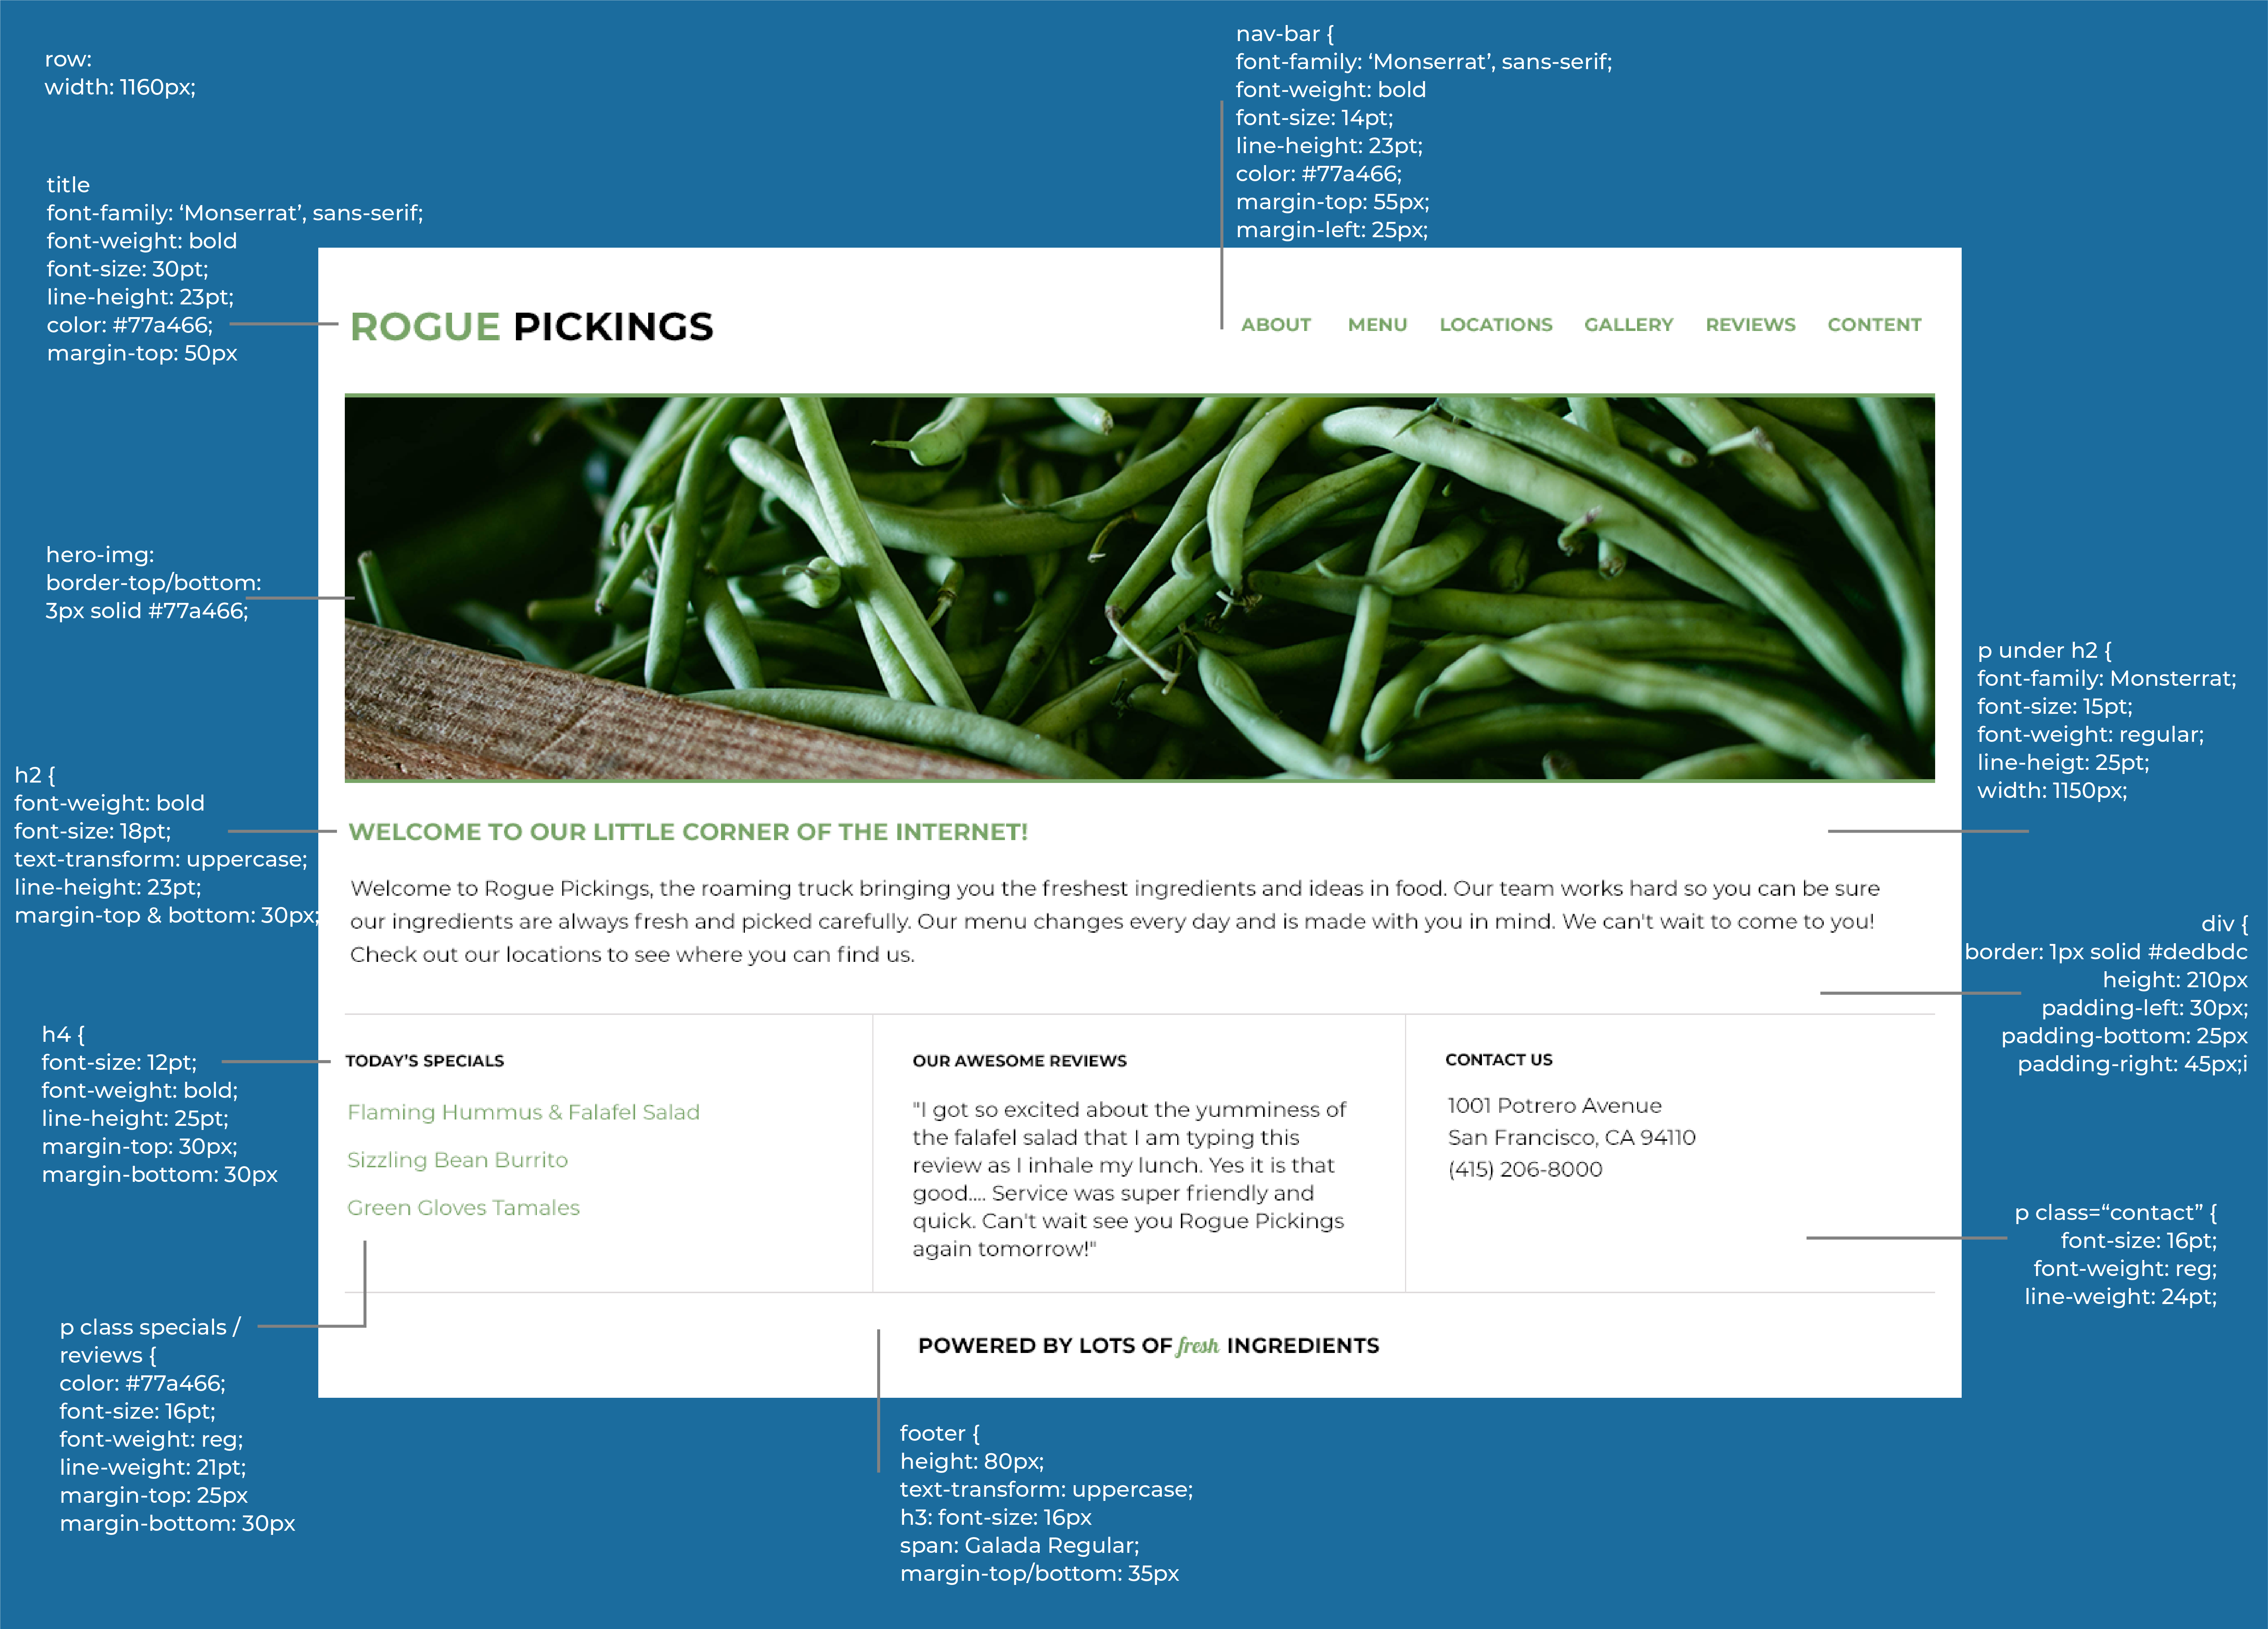 row:
width: 1160px;
nav-bar {
font-family: ‘Monserrat’, sans-serif;
font-weight: bold
font-size: 14pt;
line-height: 23pt;
color: #77a466;
margin-top: 55px;
margin-left: 25px;
title
font-family: ‘Monserrat’, sans-serif;
font-weight: bold
font-size: 30pt;
line-height: 23pt;
color: #77a466;
margin-top: 50px
ROGUE PICKINGS
ABOUT MENU LOCATIONS GALLERY REVIEWS CONTENT
hero-img:
border-top/bottom:
3px solid #77a466;
p under h2 {
font-family: Monsterrat;
font-size: 15pt;
font-weight: regular;
line-heigt: 25pt;
width: 1150px;
h2 {
font-weight: bold
font-size: 18pt;
text-transform: uppercase;
line-height: 23pt;
margin-top & bottom: 30px;
WELCOME TO OUR LITTLE CORNER OF THE INTERNET!
Welcome to Rogue Pickings, the roaming truck bringing you the freshest ingredients and ideas in food. Our team works hard so you can be sure
our ingredients are always fresh and picked carefully. Our menu changes every day and is made with you in mind. We can't wait to come to you!
Check out our locations to see where you can find us.
div {
border: 1px solid #dedbdc
height: 210px
padding-left: 30px;
padding-bottom: 25px
padding-right: 45px;i
h4 {
font-size: 12pt;
font-weight: bold;
line-height: 25pt;
margin-top: 30px;
margin-bottom: 30px
TODAY’S SPECIALS
Flaming Hummus & Falafel Salad
Sizzling Bean Burrito
Green Gloves Tamales
OUR AWESOME REVIEWS
"I got so excited about the yumminess of
the falafel salad that I am typing this
review as I inhale my lunch. Yes it is that
good.... Service was super friendly and
quick. Can't wait see you Rogue Pickings
again tomorrow!"
CONTACT US
1001 Potrero Avenue
San Francisco, CA 94110
(415) 206-8000
p class=“contact” {
font-size: 16pt;
font-weight: reg;
line-weight: 24pt;
p class specials /
reviews {
color: #77a466;
font-size: 16pt;
font-weight: reg;
line-weight: 21pt;
margin-top: 25px
margin-bottom: 30px
POWERED BY LOTS OF fresh INGREDIENTS
footer {
height: 80px;
text-transform: uppercase;
h3: font-size: 16px
span: Galada Regular;
margin-top/bottom: 35px